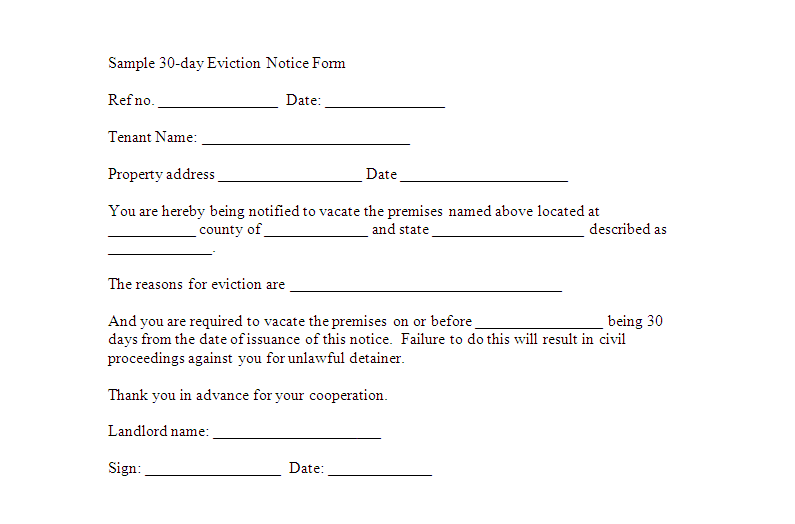 Sample 30-day Eviction Notice Form
Ref no. _______________ Date: _______________
Tenant Name: __________________________
Property address __________________ Date _____________________
You are hereby being notified to vacate the premises named above located at
___________ county of _____________ and state ___________________ described as
_____________.
The reasons for eviction are __________________________________
And you are required to vacate the premises on or before ________________ being 30
days from the date of issuance of this notice. Failure to do this will result in civil
proceedings against you for unlawful detainer.
Thank you in advance for your cooperation.
Landlord name: _____________________
Sign: _________________ Date: _____________